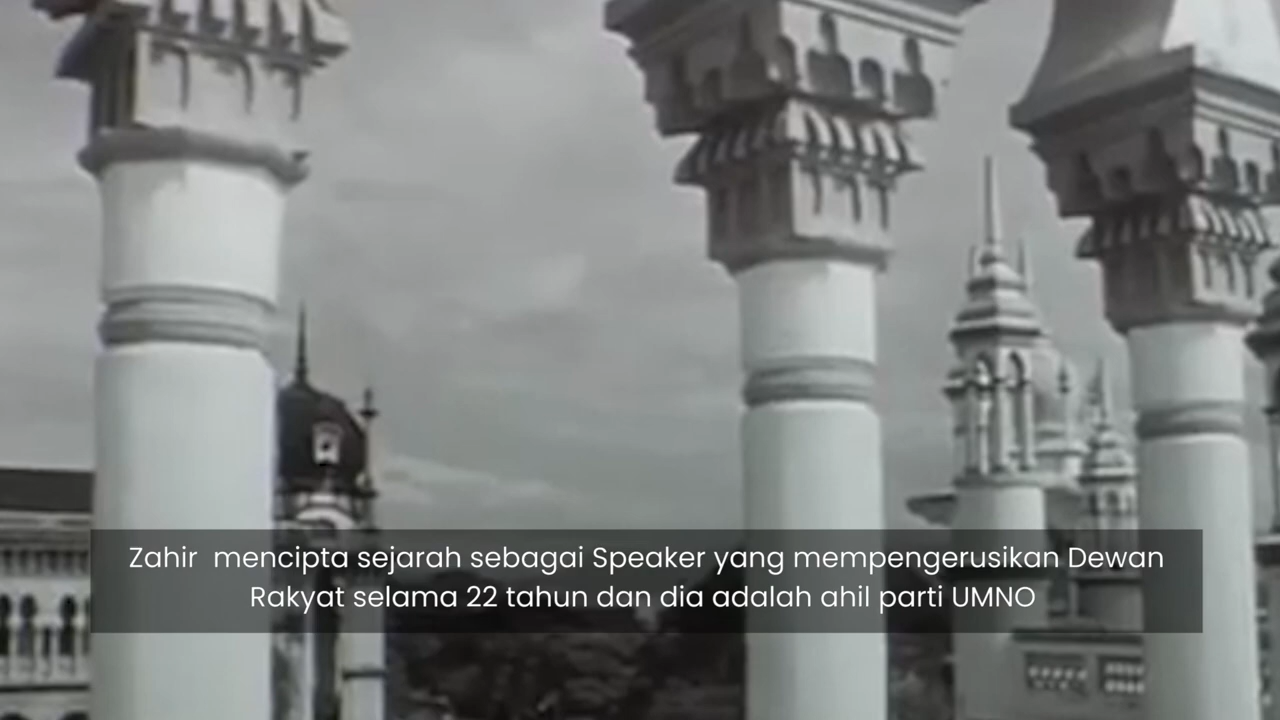 Zahir  mencipta sejarah sebagai Speaker yang mempengerusikan Dewan
Rakyat selama 22 tahun dan dia adalah ahil parti UMNO